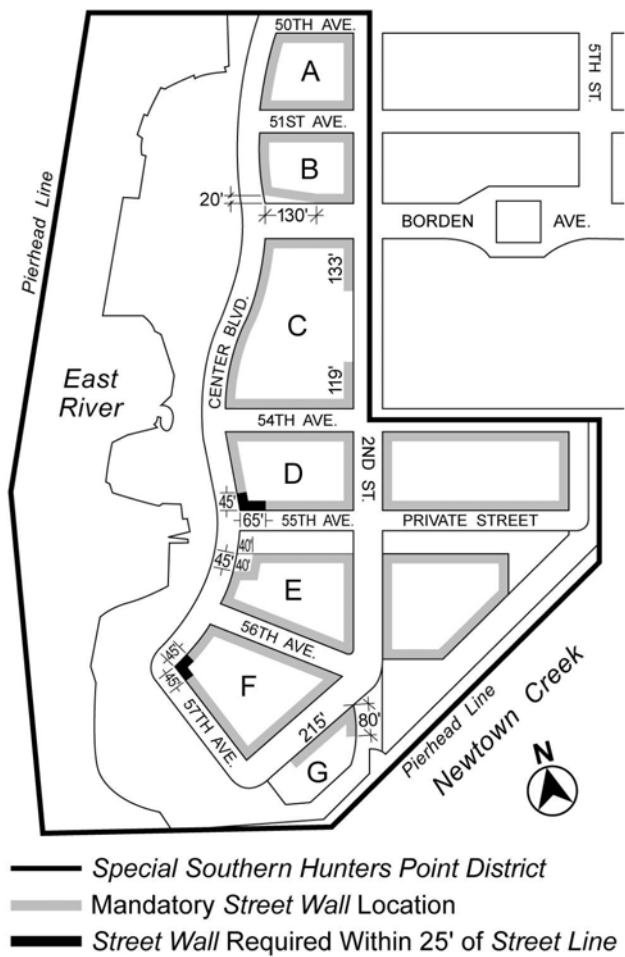 50TH AVE.
A
5TH ST.
51ST AVE.
B
Pierhead Line
20'
130'
BORDEN AVE.
133'
C
CENTER BLVD.
East
River
119'
54TH AVE.
D
2ND ST.
45'
65'
55TH AVE.
PRIVATE STREET
40'
45'
40'
E
56TH AVE.
45'
45'
F
57TH AVE.
215'
80'
G
Pierhead Line
Newtown Creek
N
Special Southern Hunters Point District
Mandatory Street Wall Location
Street Wall Required Within 25' of Street Line